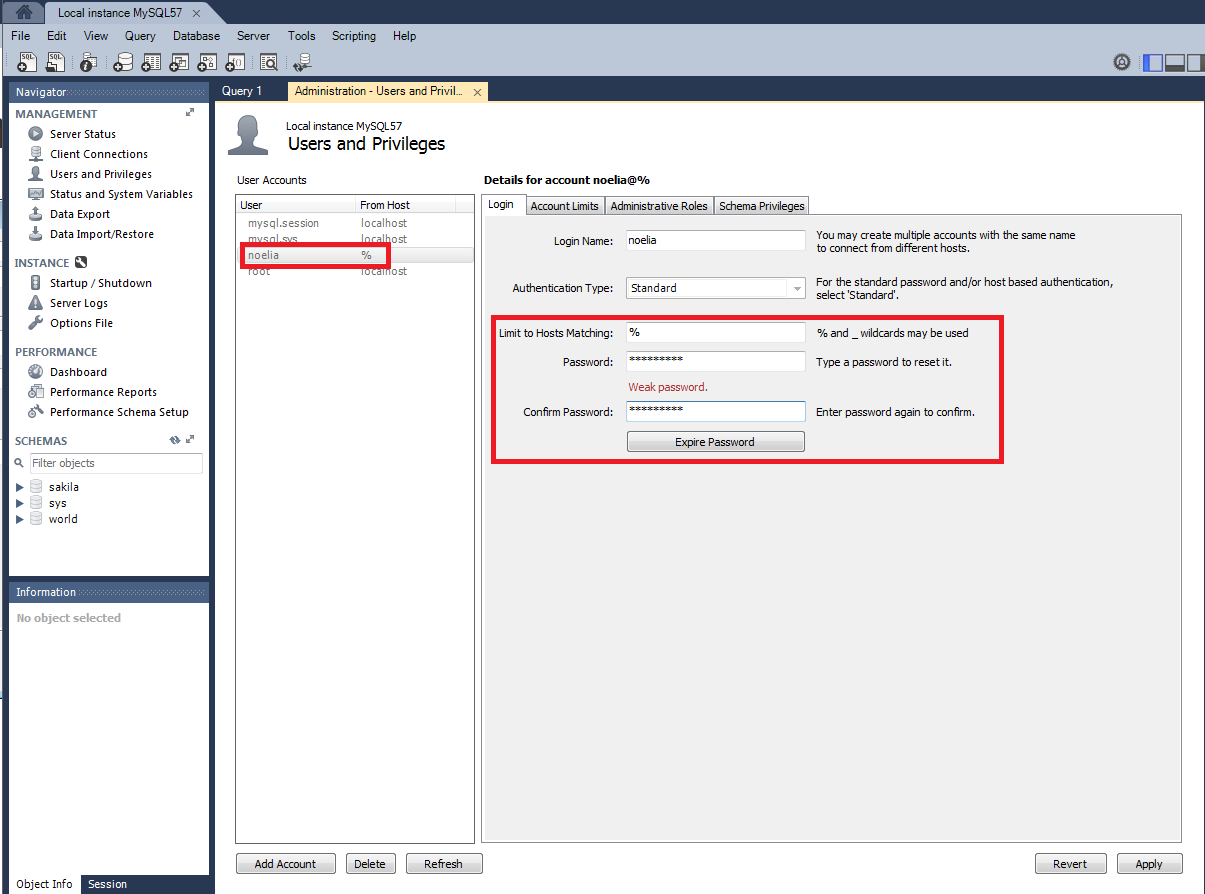 Local instance MySQL57
File Edit View Query Database Server Tools Scripting Help
Navigator
MANAGEMENT
Server Status
Client Connections
Users and Privileges
Status and System Variables
Data Export
Data Import/Restore
INSTANCE
Startup / Shutdown
Server Logs
Options File
PERFORMANCE
Dashboard
Performance Reports
Performance Schema Setup
SCHEMAS
Filter objects
sakila
sys
world
Information
No object selected
Object Info Session
Query 1 Administration - Users and Privil...
Local instance MySQL57
Users and Privileges
User Accounts
User From Host
mysql.session localhost
mysql.sys localhost
noelia %
root localhost
Add Account Delete Refresh
Details for account noelia@%
Login Account Limits Administrative Roles Schema Privileges
Login Name: noelia You may create multiple accounts with the same name
to connect from different hosts.
Authentication Type: Standard For the standard password and/or host based authentication,
select 'Standard'.
Limit to Hosts Matching: % % and _ wildcards may be used
Password: ********* Type a password to reset it.
Weak password.
Confirm Password: ********* Enter password again to confirm.
Expire Password
Revert Apply